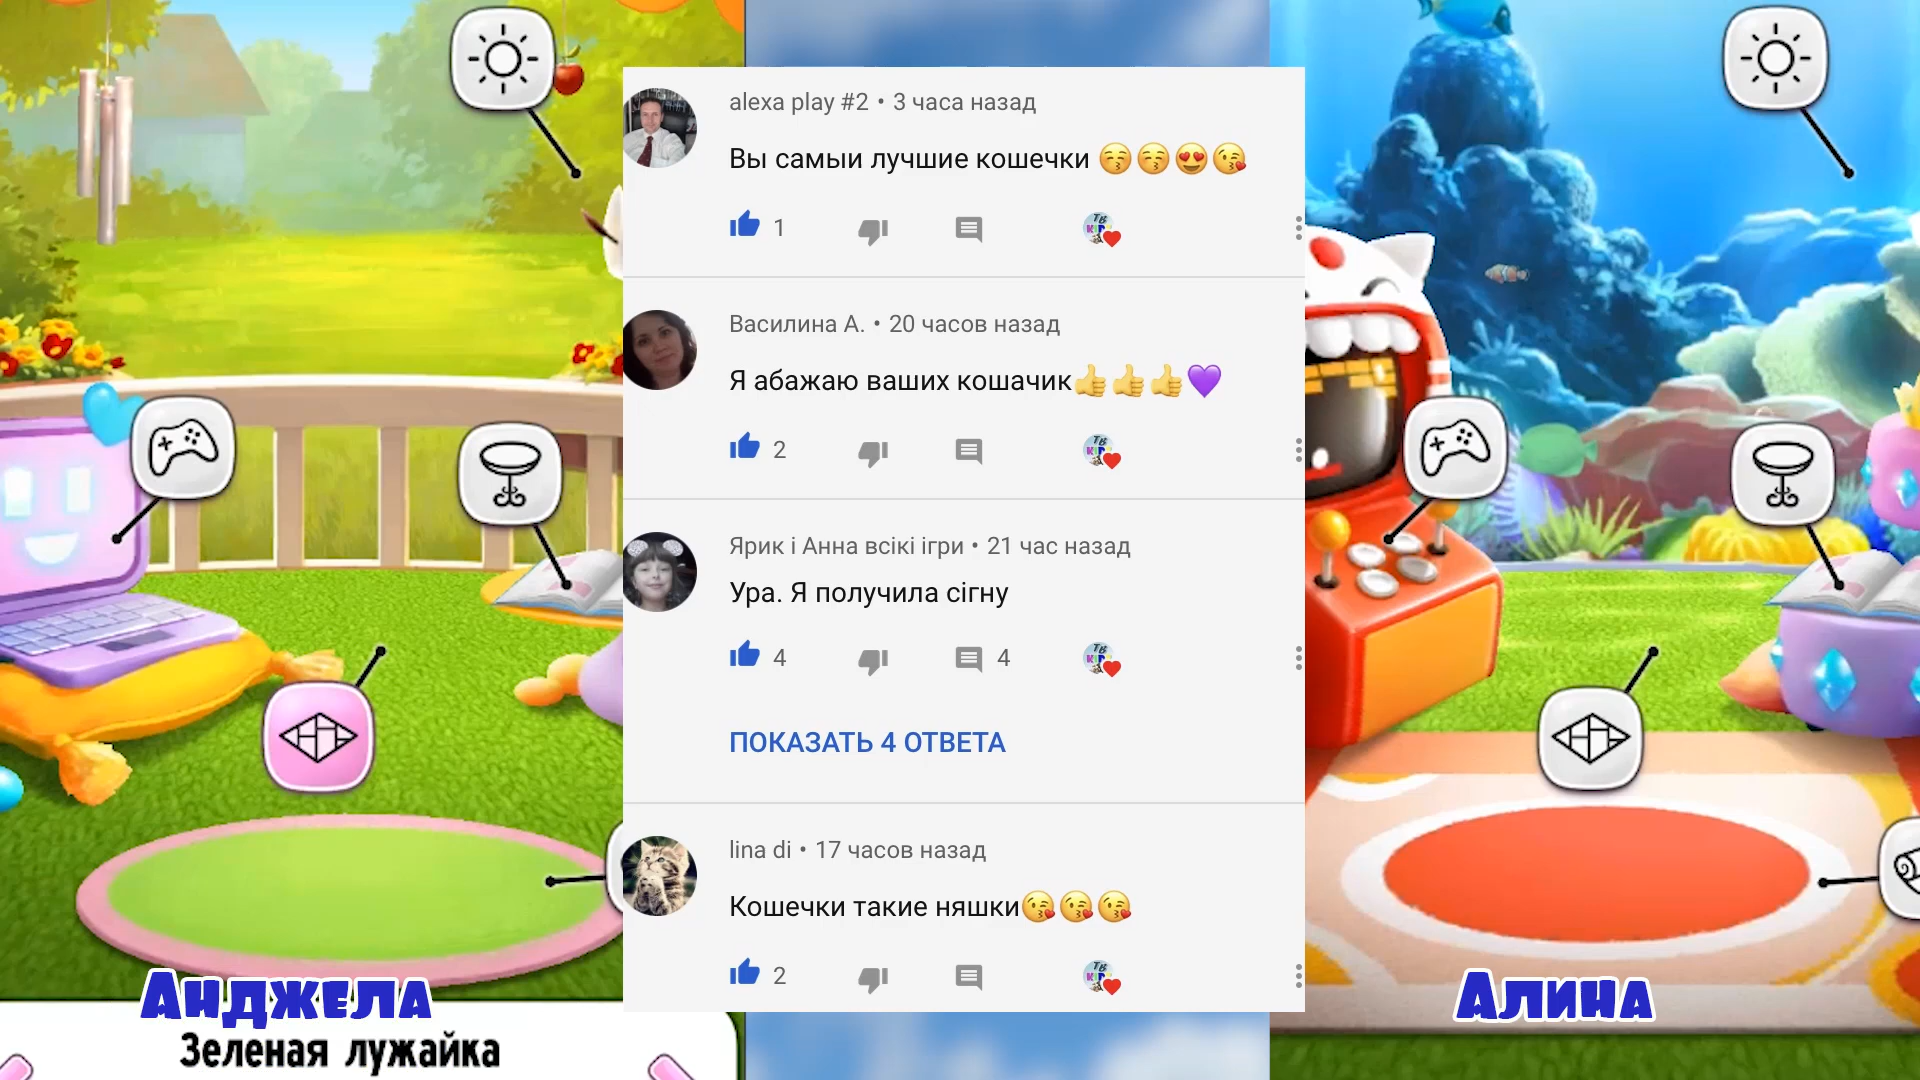 alexa play #2 • 3 часа назад
Вы самыи лучшие кошечки 😚😚😍😘
1
Василина А. • 20 часов назад
Я абажаю ваших кошачик👍👍👍💜
2
Ярик і Анна всікі ігри • 21 час назад
Ура. Я получила сігну
4
4
ПОКАЗАТЬ 4 ОТВЕТА
lina di • 17 часов назад
Кошечки такие няшки😘😘😘
2
Анджела
Зеленая лужайка
Алина